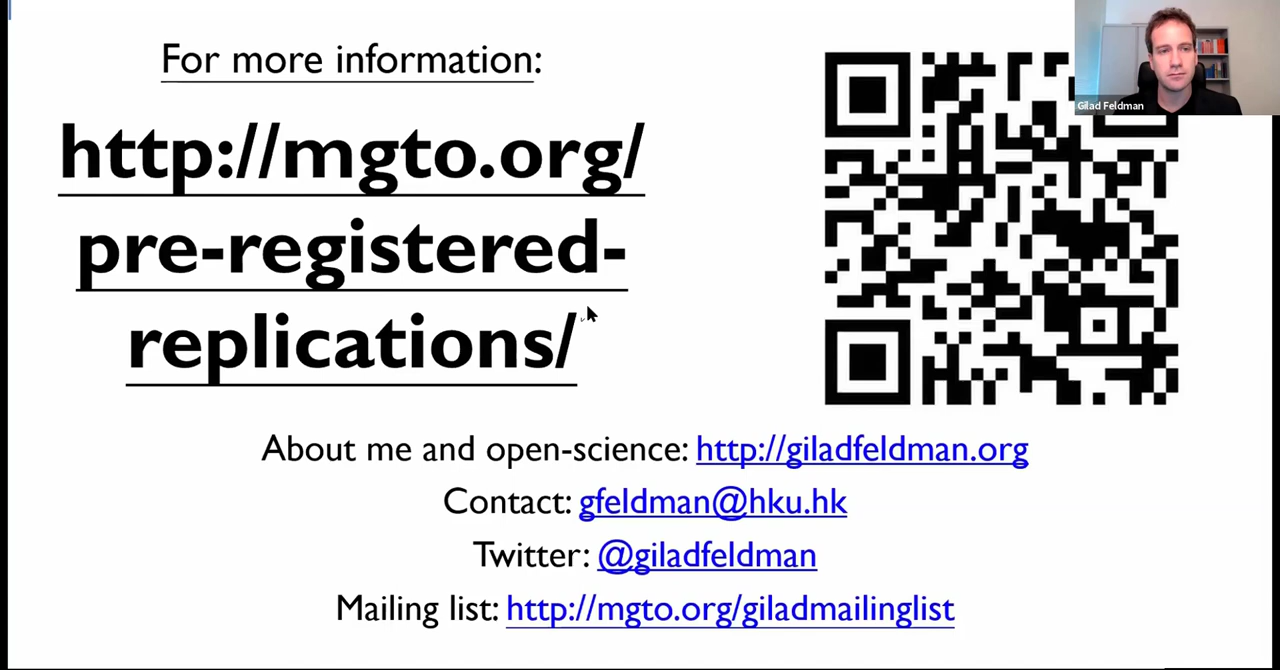 For more information:
http://mgto.org/
pre-registered-
replications/
Gilad Feldman
About me and open-science: http://giladfeldman.org
Contact: gfeldman@hku.hk
Twitter: @giladfeldman
Mailing list: http://mgto.org/giladmailinglist